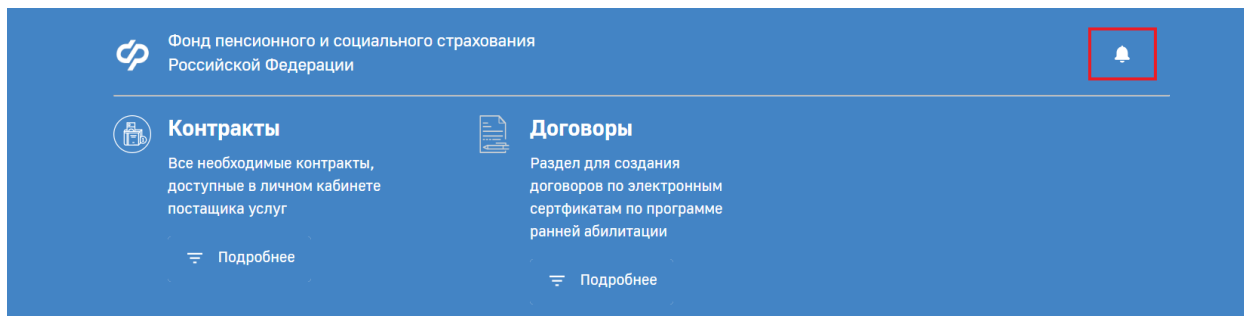 Фонд пенсионного и социального страхования
Российской Федерации
Контракты
Все необходимые контракты,
доступные в личном кабинете
постащика услуг
Подробнее
Договоры
Раздел для создания
договоров по электронным
сертфикатам по программе
ранней абилитации
Подробнее